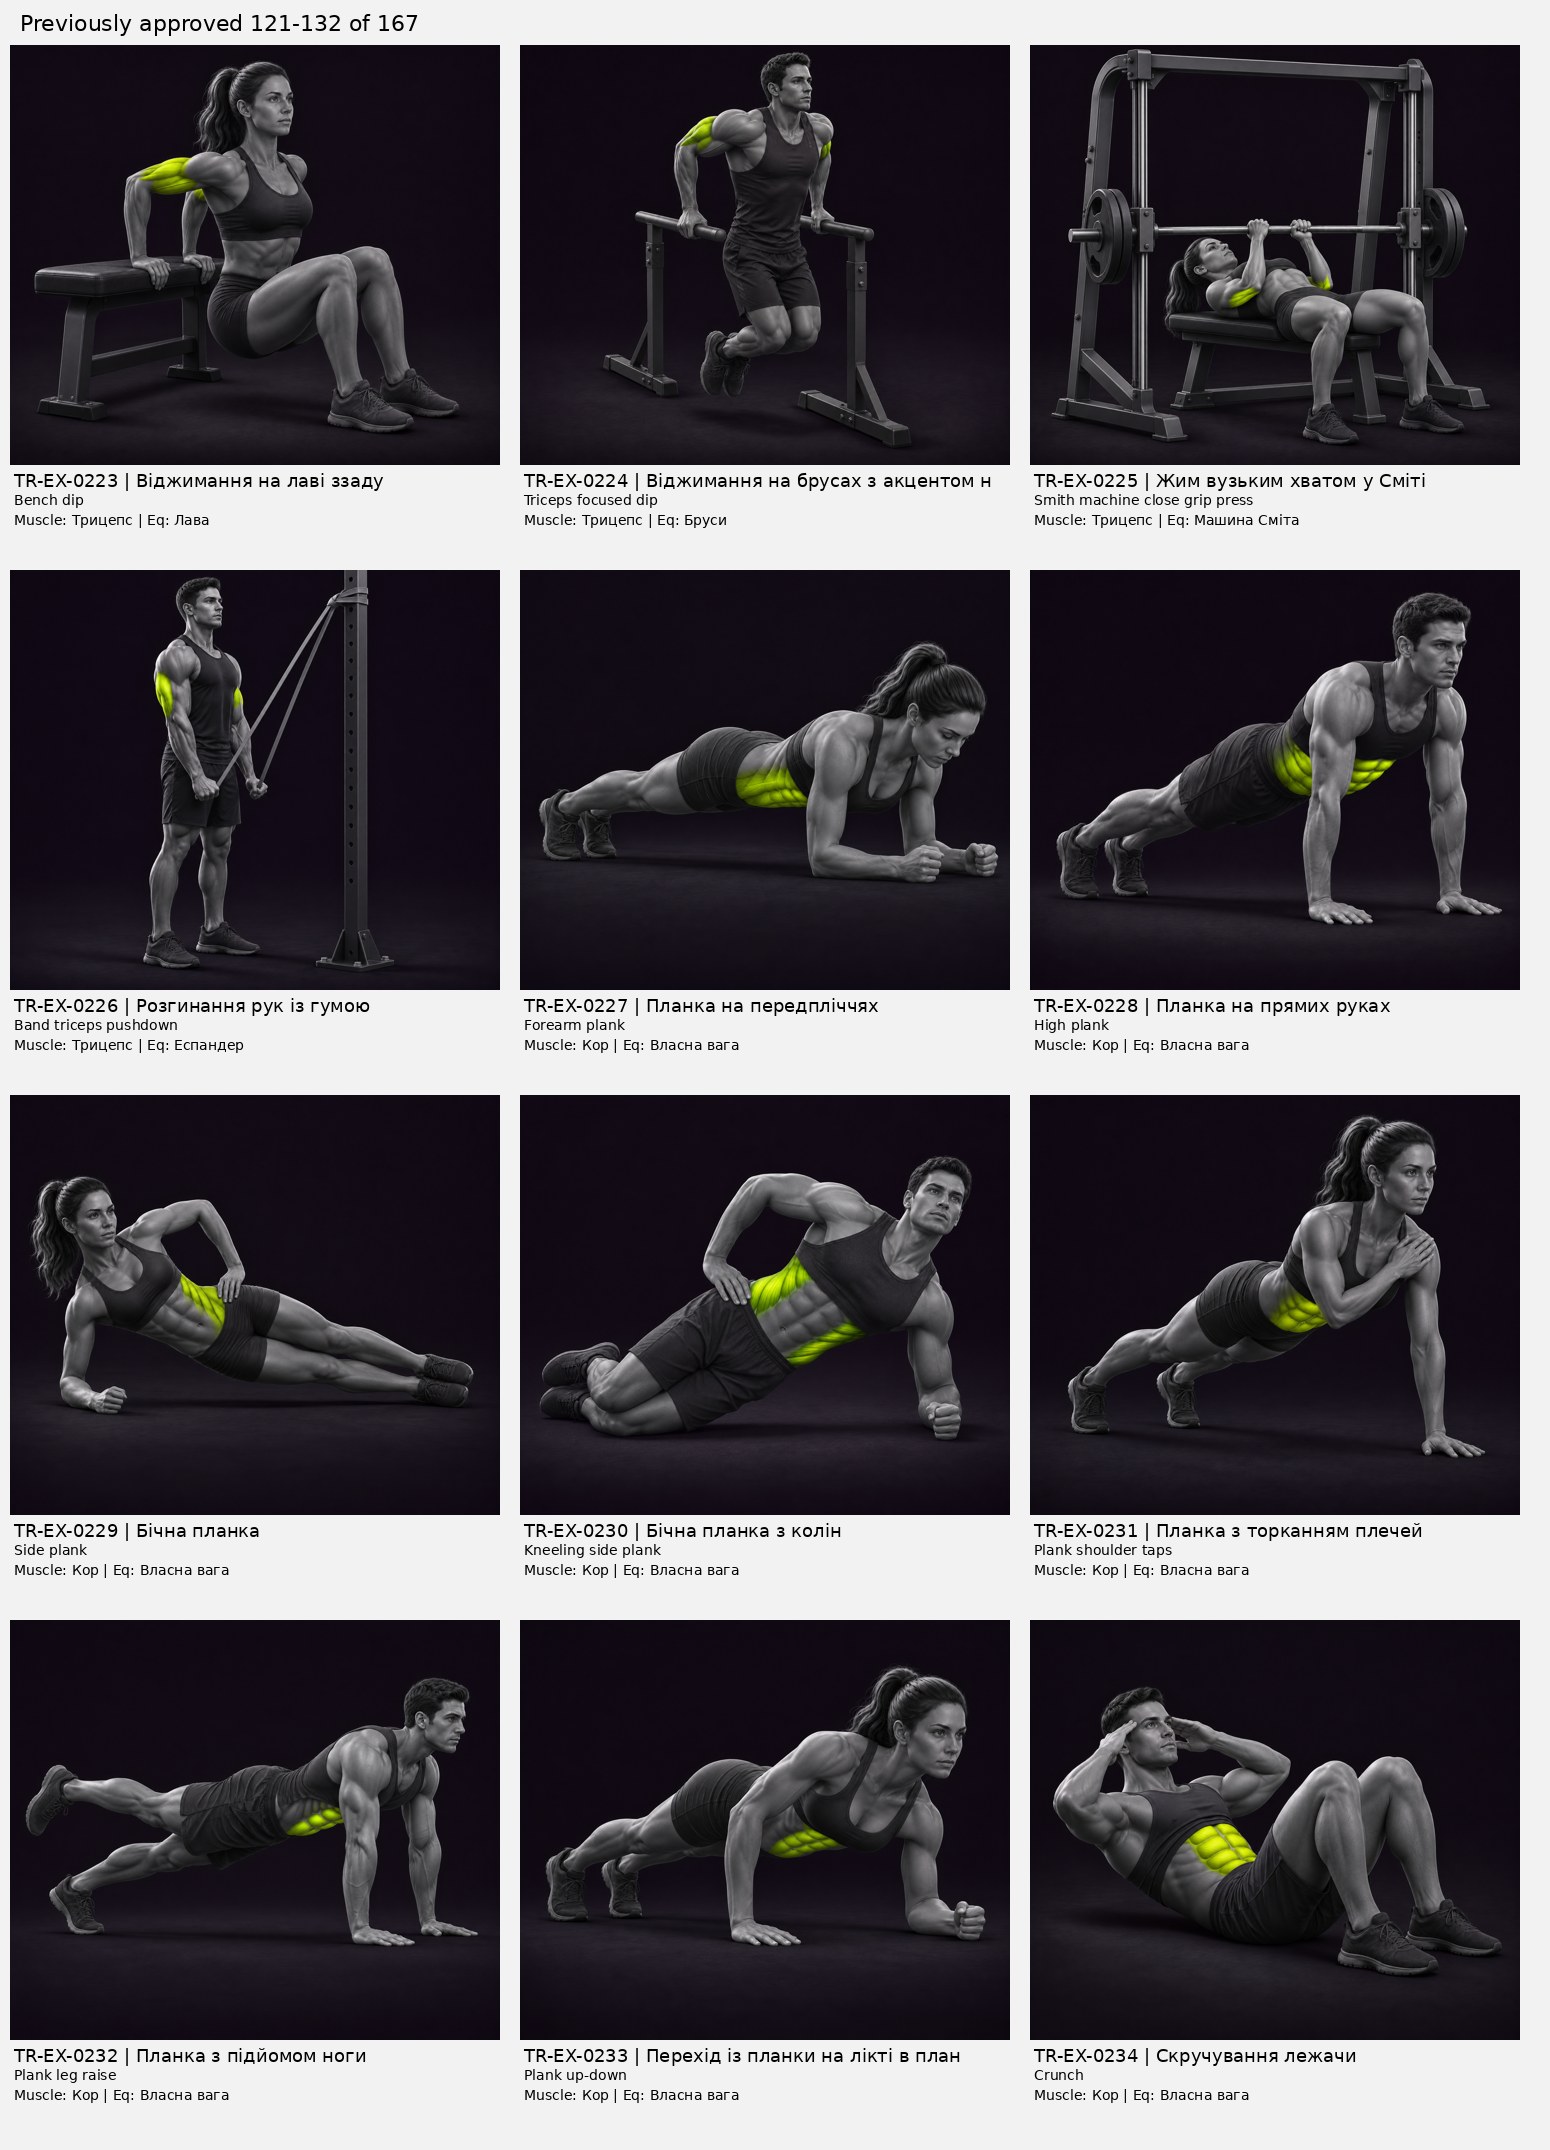 Previously approved 121-132 of 167
TR-EX-0223 | Віджимання на лаві ззаду
Bench dip
Muscle: Трицепс | Eq: Лава
TR-EX-0224 | Віджимання на брусах з акцентом н
Triceps focused dip
Muscle: Трицепс | Eq: Бруси
TR-EX-0225 | Жим вузьким хватом у Сміті
Smith machine close grip press
Muscle: Трицепс | Eq: Машина Сміта
TR-EX-0226 | Розгинання рук із гумою
Band triceps pushdown
Muscle: Трицепс | Eq: Еспандер
TR-EX-0227 | Планка на передпліччях
Forearm plank
Muscle: Кор | Eq: Власна вага
TR-EX-0228 | Планка на прямих руках
High plank
Muscle: Кор | Eq: Власна вага
TR-EX-0229 | Бічна планка
Side plank
Muscle: Кор | Eq: Власна вага
TR-EX-0230 | Бічна планка з колін
Kneeling side plank
Muscle: Кор | Eq: Власна вага
TR-EX-0231 | Планка з торканням плечей
Plank shoulder taps
Muscle: Кор | Eq: Власна вага
TR-EX-0232 | Планка з підйомом ноги
Plank leg raise
Muscle: Кор | Eq: Власна вага
TR-EX-0233 | Перехід із планки на лікті в план
Plank up-down
Muscle: Кор | Eq: Власна вага
TR-EX-0234 | Скручування лежачи
Crunch
Muscle: Кор | Eq: Власна вага